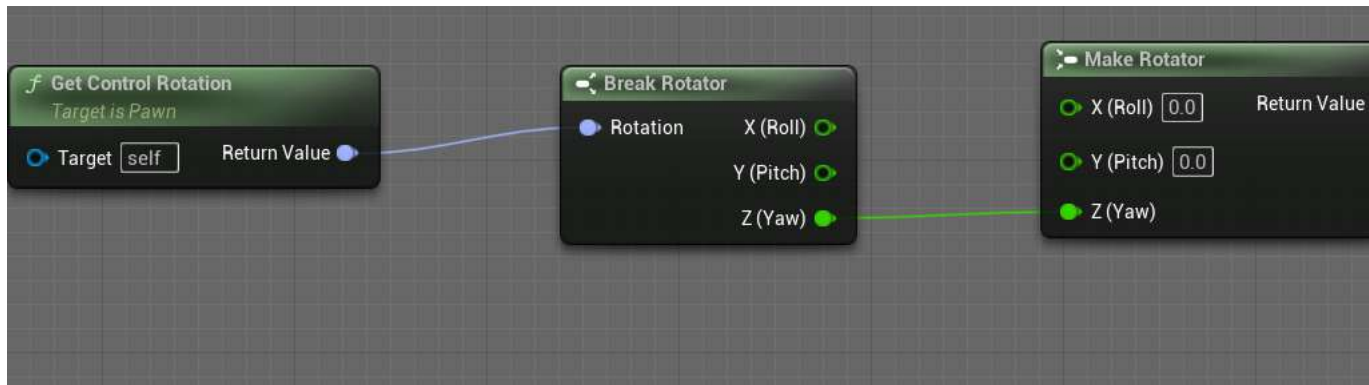 f Get Control Rotation
Target is Pawn
Target self
Return Value
Break Rotator
Rotation
X (Roll)
Y (Pitch)
Z (Yaw)
Make Rotator
X (Roll) 0.0
Return Value
Y (Pitch) 0.0
Z (Yaw)